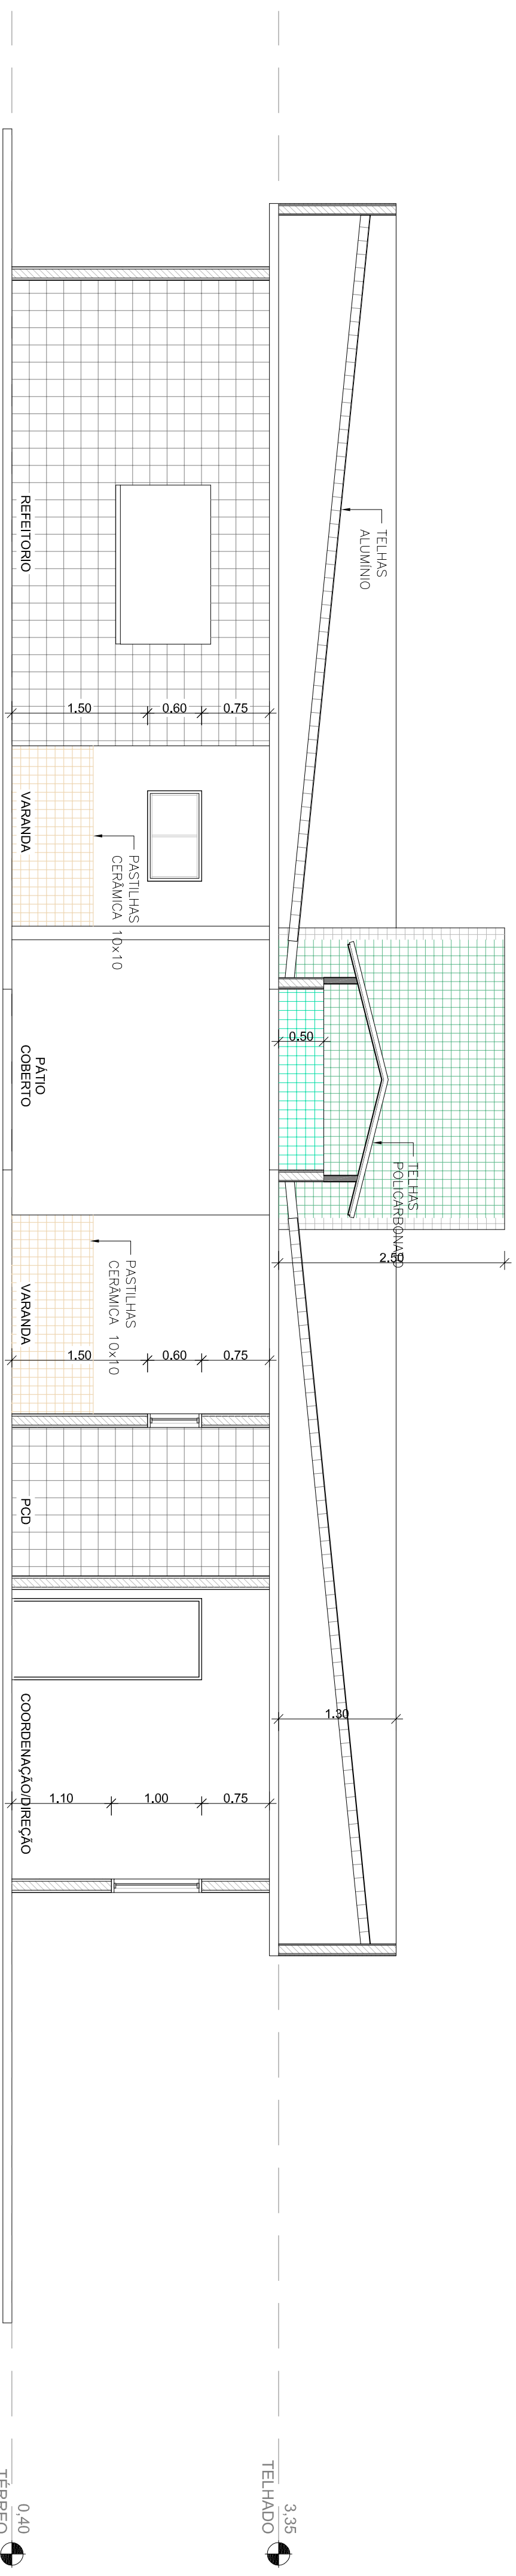 TELHAS
ALUMÍNIO
TELHAS
POLICARBONATO
0.50
2.50
1.30
3,35
TELHADO
REFEITORIO
1.50
0.60
0.75
PASTILHAS
CERÂMICA 10x10
VARANDA
PÁTIO
COBERTO
PASTILHAS
CERÂMICA 10x10
VARANDA
1.50
0.60
0.75
PCD
COORDENAÇÃO/DIREÇÃO
1.10
1.00
0.75
0,40
TÉRREO